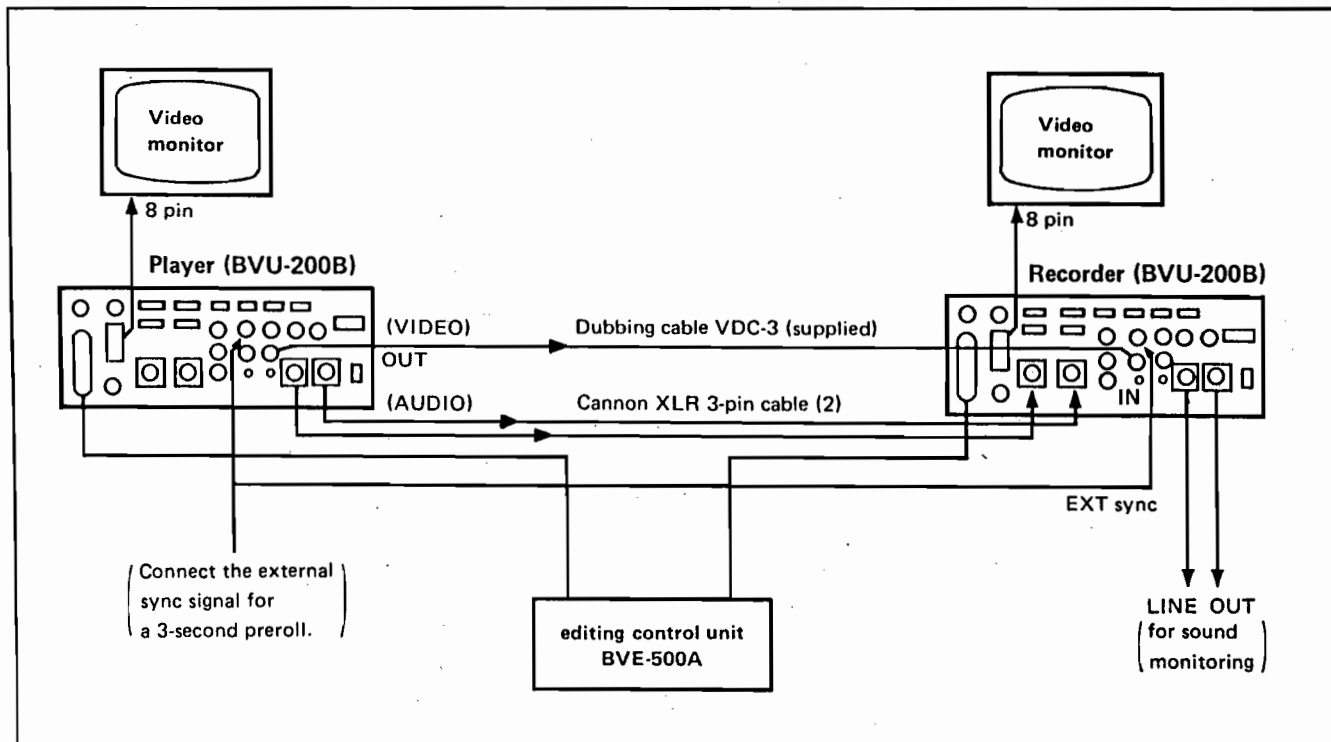 Video
monitor
Video
monitor
8 pin
8 pin
Player (BVU-200B)
Recorder (BVU-200B)
(VIDEO)
OUT
Dubbing cable VDC-3 (supplied)
IN
(AUDIO)
Cannon XLR 3-pin cable (2)
EXT sync
(Connect the external
sync signal for
a 3-second preroll.)
editing control unit
BVE-500A
LINE OUT
(for sound
monitoring)